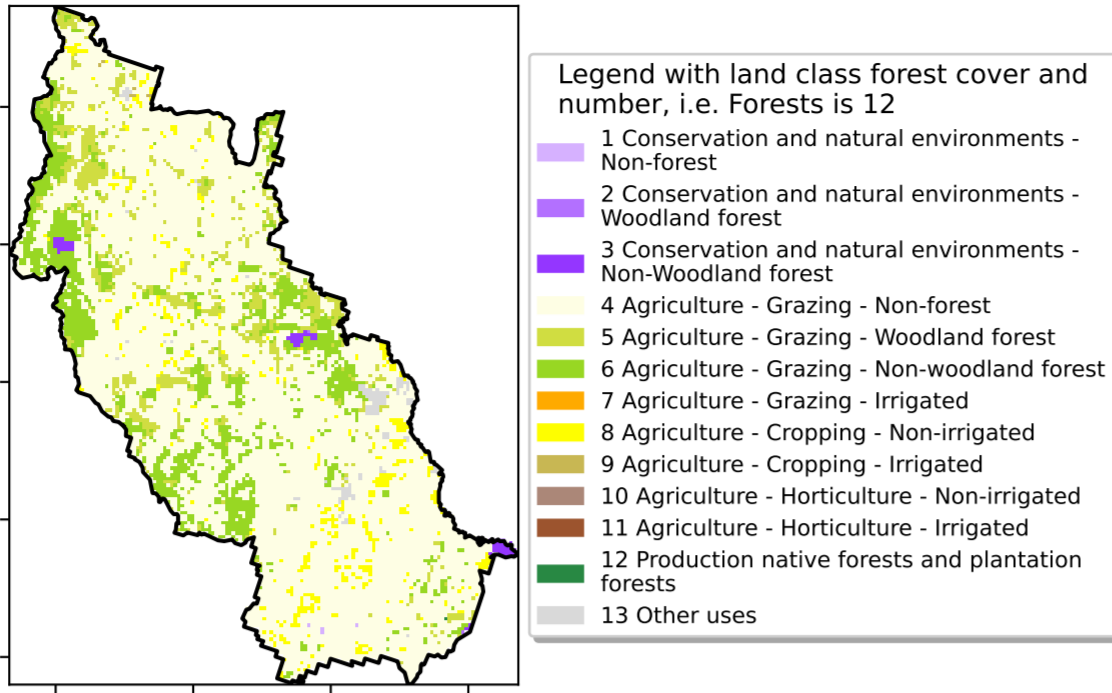 Legend with land class forest cover and
number, i.e. Forests is 12
1 Conservation and natural environments -
Non-forest
2 Conservation and natural environments -
Woodland forest
3 Conservation and natural environments -
Non-Woodland forest
4 Agriculture - Grazing - Non-forest
5 Agriculture - Grazing - Woodland forest
6 Agriculture - Grazing - Non-woodland forest
7 Agriculture - Grazing - Irrigated
8 Agriculture - Cropping - Non-irrigated
9 Agriculture - Cropping - Irrigated
10 Agriculture - Horticulture - Non-irrigated
11 Agriculture - Horticulture - Irrigated
12 Production native forests and plantation
forests
13 Other uses